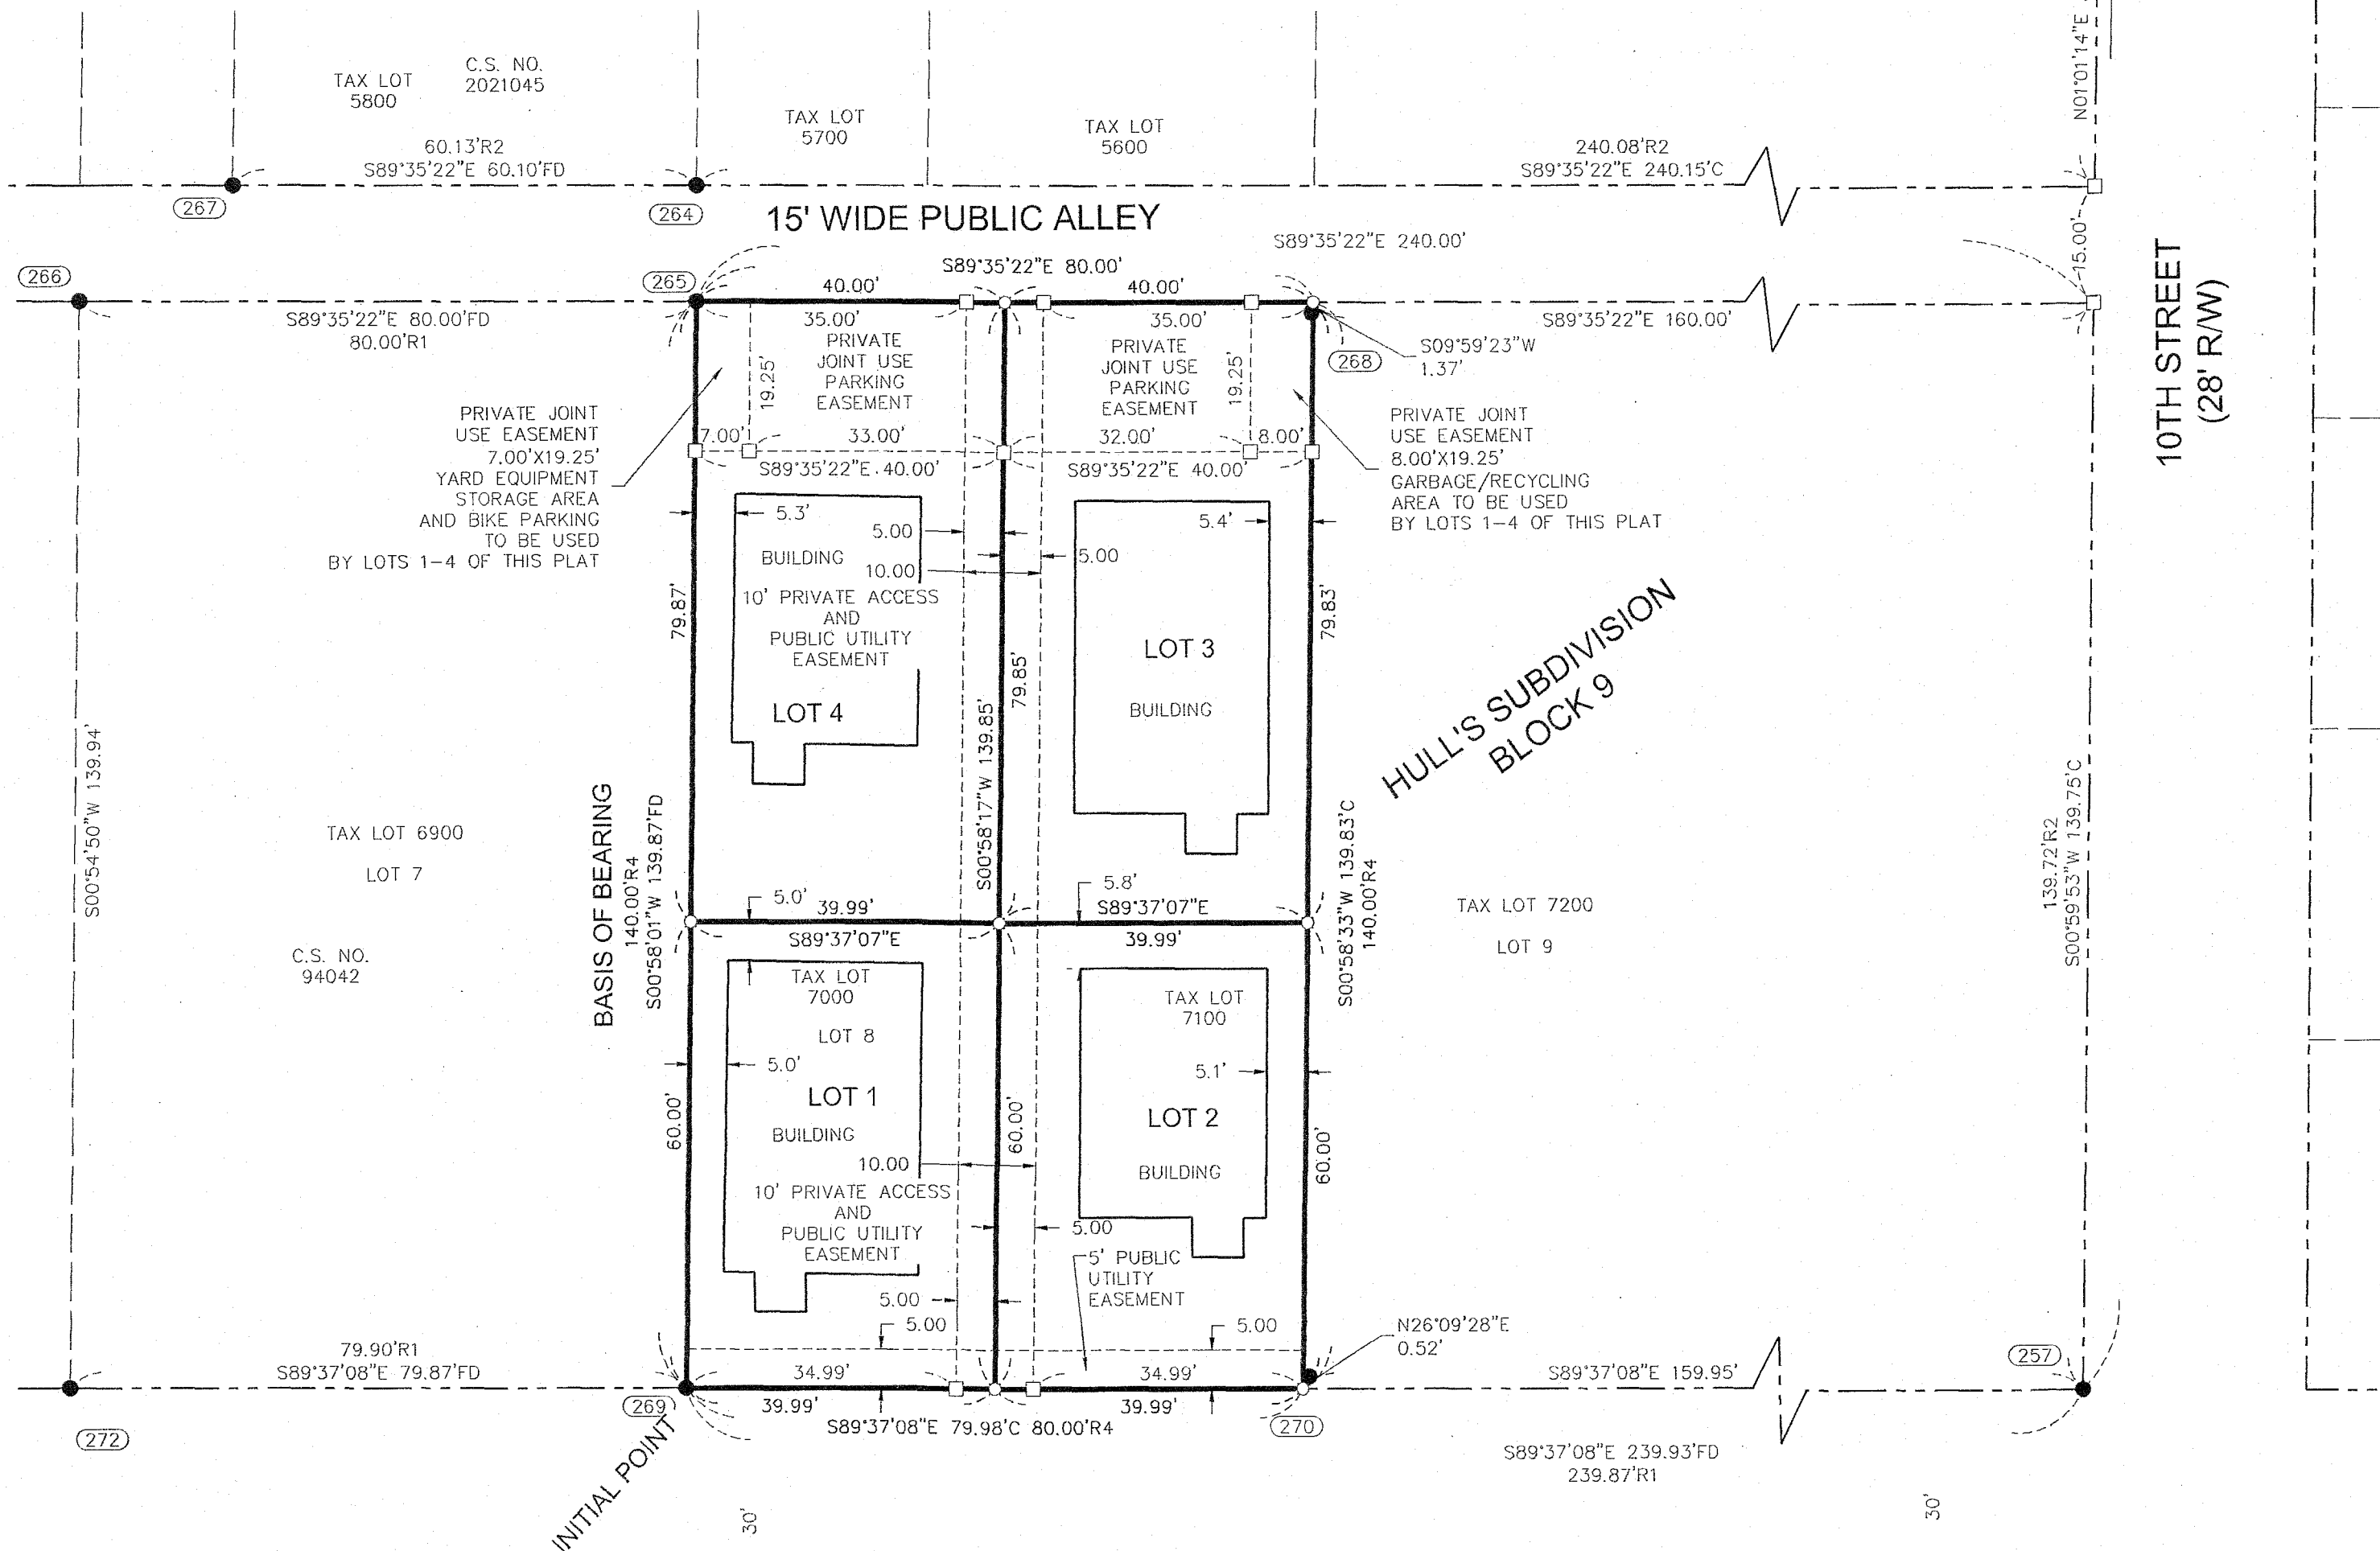 N01°01'14"E
C.S. NO.
2021045
TAX LOT
5800
TAX LOT
5700
TAX LOT
5600
60.13'R2
S89°35'22"E 60.10'FD
240.08'R2
S89°35'22"E 240.15'C
267
264
15' WIDE PUBLIC ALLEY
S89°35'22"E 240.00'
15.00'
10TH STREET
(28' R/W)
266
265
S89°35'22"E 80.00'
40.00'
40.00'
S89°35'22"E 80.00'FD
80.00'R1
35.00'
35.00'
S89°35'22"E 160.00'
PRIVATE
JOINT USE
PARKING
EASEMENT
19.25'
PRIVATE
JOINT USE
PARKING
EASEMENT
19.25'
268
S09°59'23"W
1.37'
PRIVATE JOINT
USE EASEMENT
7.00'X19.25'
YARD EQUIPMENT
STORAGE AREA
AND BIKE PARKING
TO BE USED
BY LOTS 1-4 OF THIS PLAT
PRIVATE JOINT
USE EASEMENT
8.00'X19.25'
GARBAGE/RECYCLING
AREA TO BE USED
BY LOTS 1-4 OF THIS PLAT
7.00'
33.00'
32.00'
8.00'
S89°35'22"E 40.00'
S89°35'22"E 40.00'
5.3'
5.00
5.4'
BUILDING
5.00
10.00
10' PRIVATE ACCESS
AND
PUBLIC UTILITY
EASEMENT
79.87'
79.85'
79.83'
LOT 3
BUILDING
LOT 4
HULL'S SUBDIVISION
BLOCK 9
S00°54'50"W 139.94'
S00°58'17"W 139.85'
TAX LOT 6900
LOT 7
C.S. NO.
94042
BASIS OF BEARING
140.00'R4
S00°58'01"W 139.87'FD
5.0'
39.99'
S89°37'07"E
5.8'
S89°37'07"E
39.99'
S00°58'33"W 139.83'C
140.00'R4
TAX LOT 7200
LOT 9
139.72'R2
S00°59'53"W 139.75'C
TAX LOT
7000
LOT 8
5.0'
LOT 1
BUILDING
10.00
10' PRIVATE ACCESS
AND
PUBLIC UTILITY
EASEMENT
60.00'
60.00'
TAX LOT
7100
5.1'
LOT 2
BUILDING
60.00'
5.00
5' PUBLIC
UTILITY
EASEMENT
5.00
5.00
5.00
N26°09'28"E
0.52'
79.90'R1
S89°37'08"E 79.87'FD
34.99'
34.99'
S89°37'08"E 159.95'
257
269
39.99'
39.99'
S89°37'08"E 79.98'C 80.00'R4
270
272
INITIAL POINT
S89°37'08"E 239.93'FD
239.87'R1
30'
30'